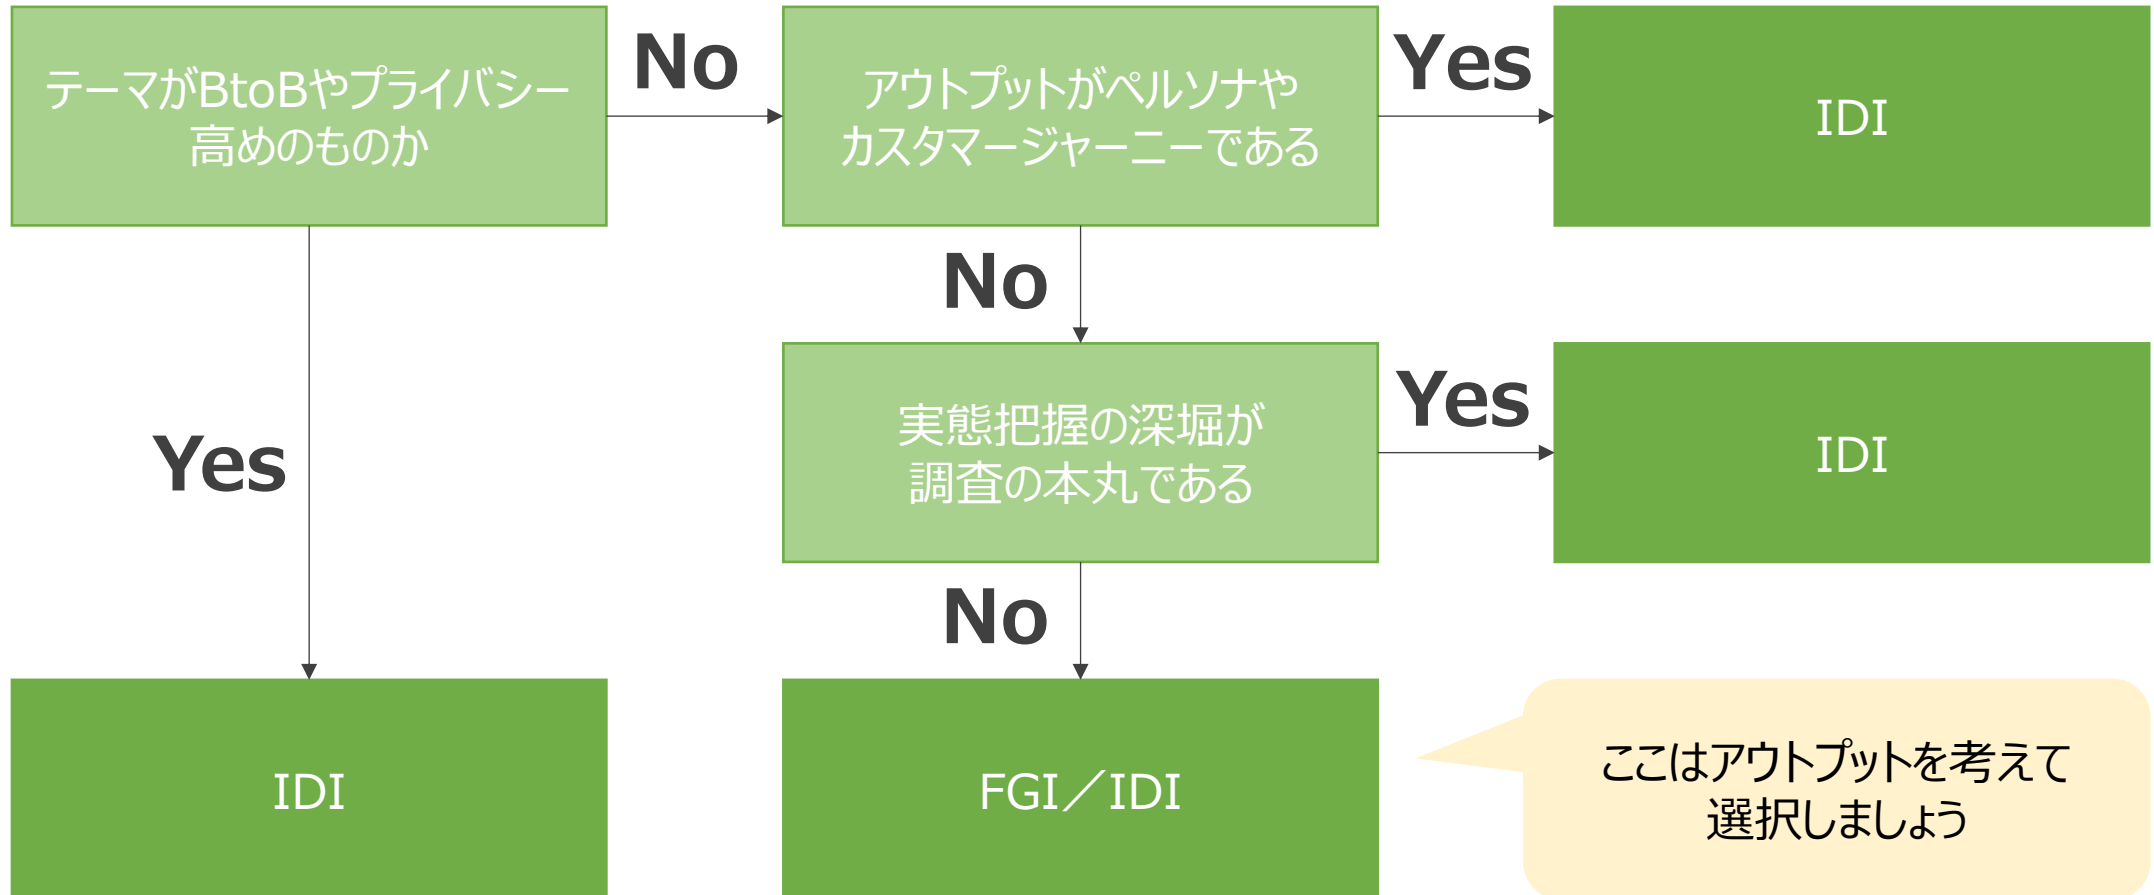 テーマがBtoBやプライバシー
高めのものか
No
アウトプットがペルソナや
カスタマージャーニーである
Yes
IDI
No
実態把握の深堀が
調査の本丸である
Yes
IDI
Yes
No
IDI
FGI／IDI
ここはアウトプットを考えて
選択しましょう